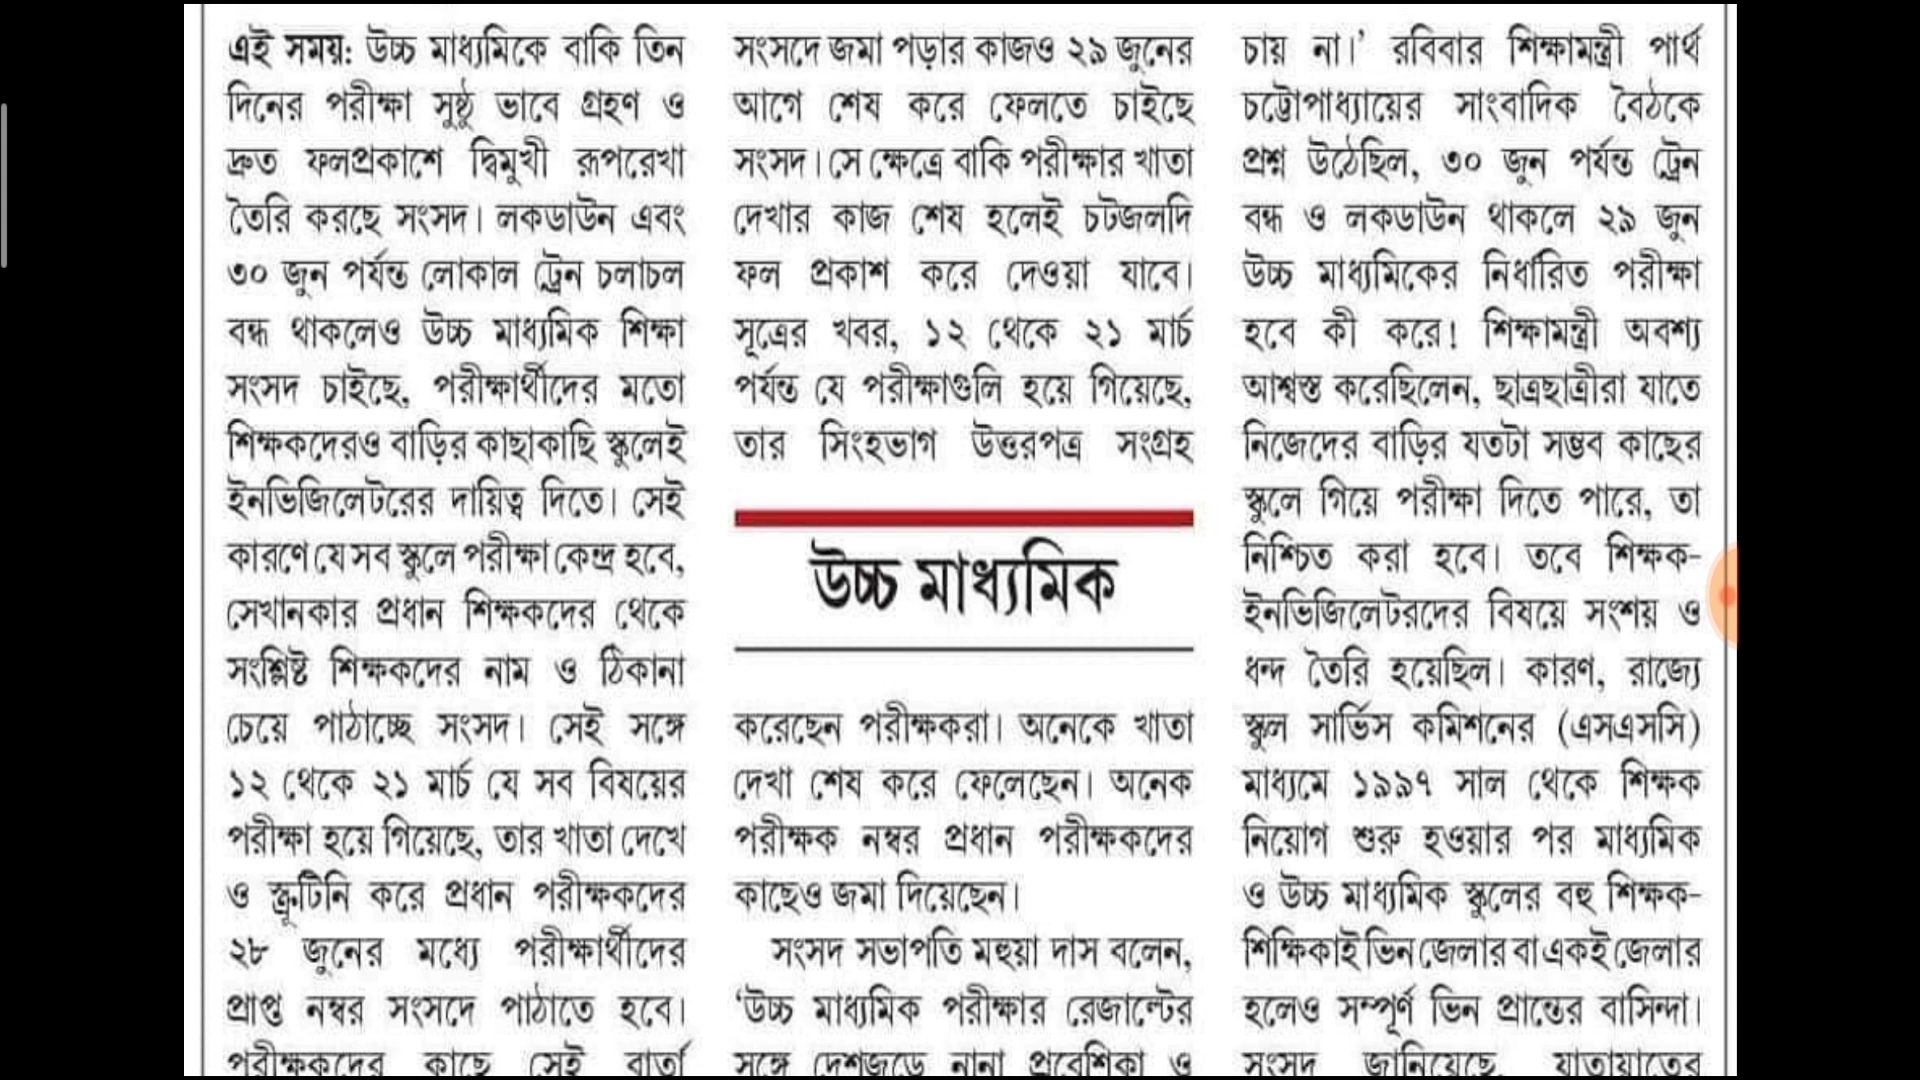 এই সময়: উচ্চ মাধ্যমিকে বাকি তিন
দিনের পরীক্ষা সুষ্ঠু ভাবে গ্রহণ ও
দ্রুত ফলপ্রকাশে দ্বিমুখী রূপরেখা
তৈরি করছে সংসদ। লকডাউন এবং
৩০ জুন পর্যন্ত লোকাল ট্রেন চলাচল
বন্ধ থাকলেও উচ্চ মাধ্যমিক শিক্ষা
সংসদ চাইছে, পরীক্ষার্থীদের মতো
শিক্ষকদেরও বাড়ির কাছাকাছি স্কুলেই
ইনভিজিলেটরের দায়িত্ব দিতে। সেই
কারণে যে সব স্কুলে পরীক্ষা কেন্দ্র হবে,
সেখানকার প্রধান শিক্ষকদের থেকে
সংশ্লিষ্ট শিক্ষকদের নাম ও ঠিকানা
চেয়ে পাঠাচ্ছে সংসদ। সেই সঙ্গে
১২ থেকে ২১ মার্চ যে সব বিষয়ের
পরীক্ষা হয়ে গিয়েছে, তার খাতা দেখে
ও স্ক্রুটিনি করে প্রধান পরীক্ষকদের
২৮ জুনের মধ্যে পরীক্ষার্থীদের
প্রাপ্ত নম্বর সংসদে পাঠাতে হবে।
পরীক্ষকদের কাছে সেই বার্তা
সংসদে জমা পড়ার কাজও ২৯ জুনের
আগে শেষ করে ফেলতে চাইছে
সংসদ। সে ক্ষেত্রে বাকি পরীক্ষার খাতা
দেখার কাজ শেষ হলেই চটজলদি
ফল প্রকাশ করে দেওয়া যাবে।
সূত্রের খবর, ১২ থেকে ২১ মার্চ
পর্যন্ত যে পরীক্ষাগুলি হয়ে গিয়েছে,
তার সিংহভাগ উত্তরপত্র সংগ্রহ
উচ্চ মাধ্যমিক
করেছেন পরীক্ষকরা। অনেকে খাতা
দেখা শেষ করে ফেলেছেন। অনেক
পরীক্ষক নম্বর প্রধান পরীক্ষকদের
কাছেও জমা দিয়েছেন।
সংসদ সভাপতি মহুয়া দাস বলেন,
‘উচ্চ মাধ্যমিক পরীক্ষার রেজাল্টের
সঙ্গে দেশজুড়ে নানা প্রবেশিকা ও
চায় না।’ রবিবার শিক্ষামন্ত্রী পার্থ
চট্টোপাধ্যায়ের সাংবাদিক বৈঠকে
প্রশ্ন উঠেছিল, ৩০ জুন পর্যন্ত ট্রেন
বন্ধ ও লকডাউন থাকলে ২৯ জুন
উচ্চ মাধ্যমিকের নির্ধারিত পরীক্ষা
হবে কী করে! শিক্ষামন্ত্রী অবশ্য
আশ্বস্ত করেছিলেন, ছাত্রছাত্রীরা যাতে
নিজেদের বাড়ির যতটা সম্ভব কাছের
স্কুলে গিয়ে পরীক্ষা দিতে পারে, তা
নিশ্চিত করা হবে। তবে শিক্ষক-
ইনভিজিলেটরদের বিষয়ে সংশয় ও
ধন্দ তৈরি হয়েছিল। কারণ, রাজ্যে
স্কুল সার্ভিস কমিশনের (এসএসসি)
মাধ্যমে ১৯৯৭ সাল থেকে শিক্ষক
নিয়োগ শুরু হওয়ার পর মাধ্যমিক
ও উচ্চ মাধ্যমিক স্কুলের বহু শিক্ষক-
শিক্ষিকাই ভিন জেলার বা একই জেলার
হলেও সম্পূর্ণ ভিন প্রান্তের বাসিন্দা।
সংসদ জানিয়েছে, যাতায়াতের